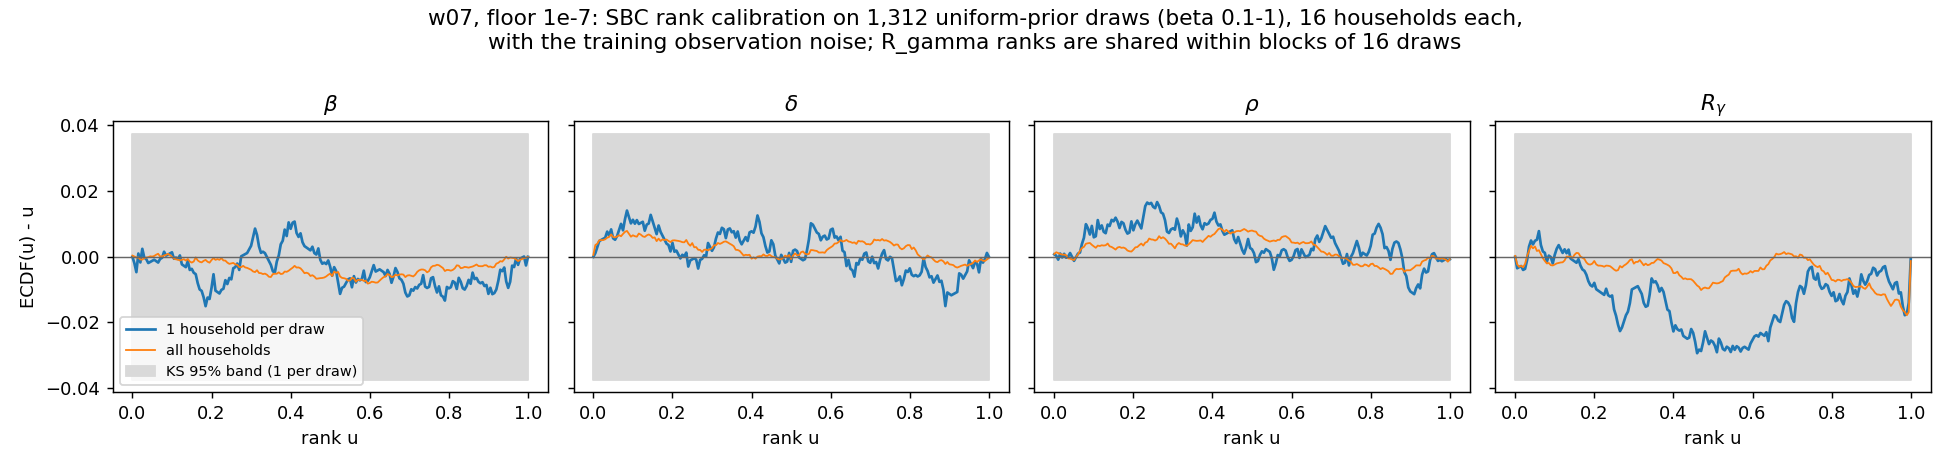 w07, floor 1e-7: SBC rank calibration on 1,312 uniform-prior draws (beta 0.1-1), 16 households each,
with the training observation noise; R_gamma ranks are shared within blocks of 16 draws
β
δ
ρ
Rγ
ECDF(u) - u
0.04
0.02
0.00
−0.02
−0.04
1 household per draw
all households
KS 95% band (1 per draw)
0.0 0.2 0.4 0.6 0.8 1.0
0.0 0.2 0.4 0.6 0.8 1.0
0.0 0.2 0.4 0.6 0.8 1.0
0.0 0.2 0.4 0.6 0.8 1.0
rank u
rank u
rank u
rank u